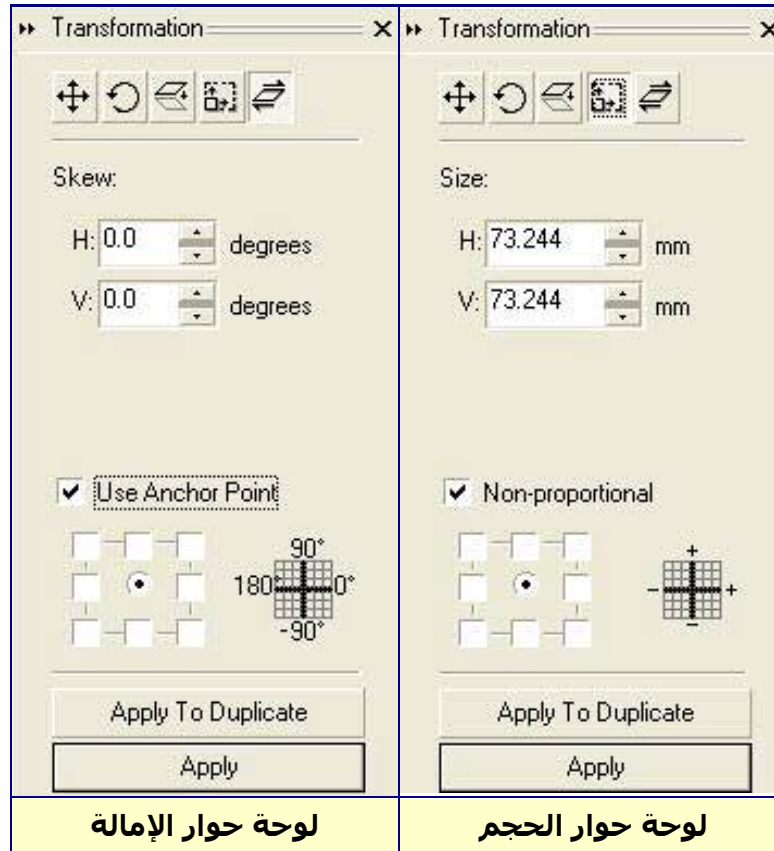 Transformation
Skew:
H: 0.0 degrees
V: 0.0 degrees
Use Anchor Point
90°
180° 0°
-90°
Apply To Duplicate
Apply
لوحة حوار الإمالة
Transformation
Size:
H: 73.244 mm
V: 73.244 mm
Non-proportional
+
- +
-
Apply To Duplicate
Apply
لوحة حوار الحجم